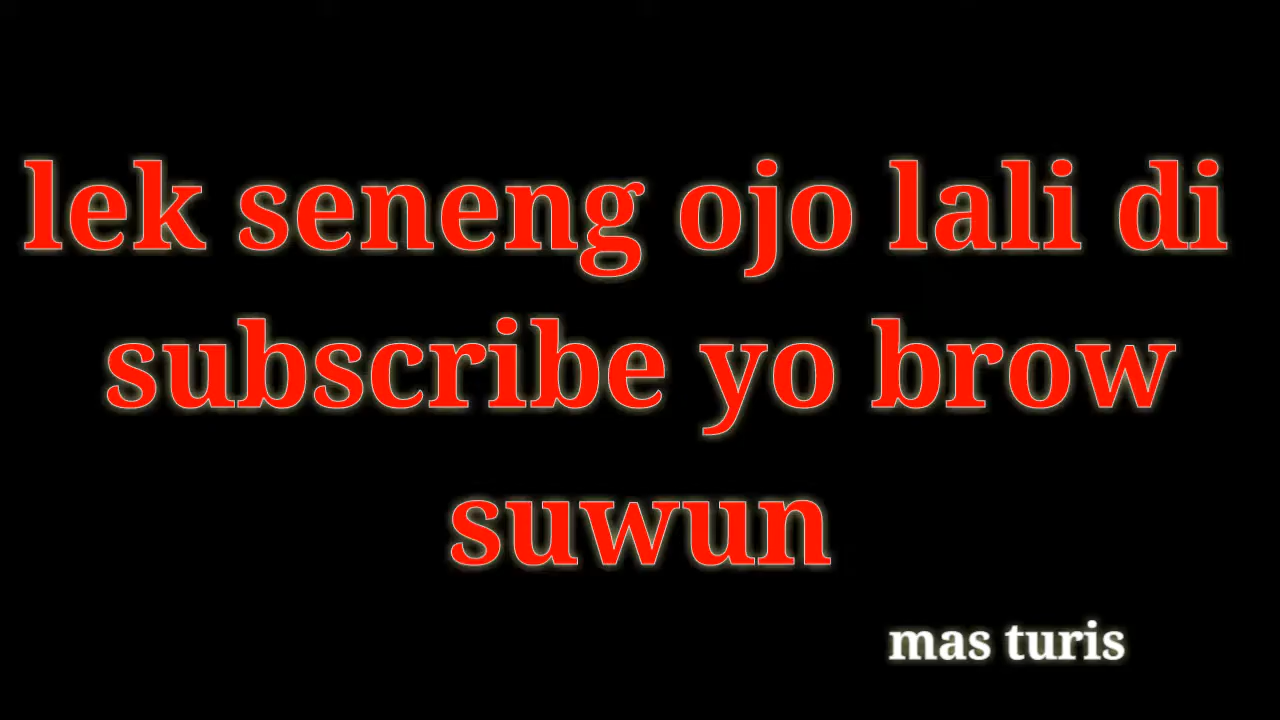 lek seneng ojo lali di
subscribe yo brow
suwun
mas turis